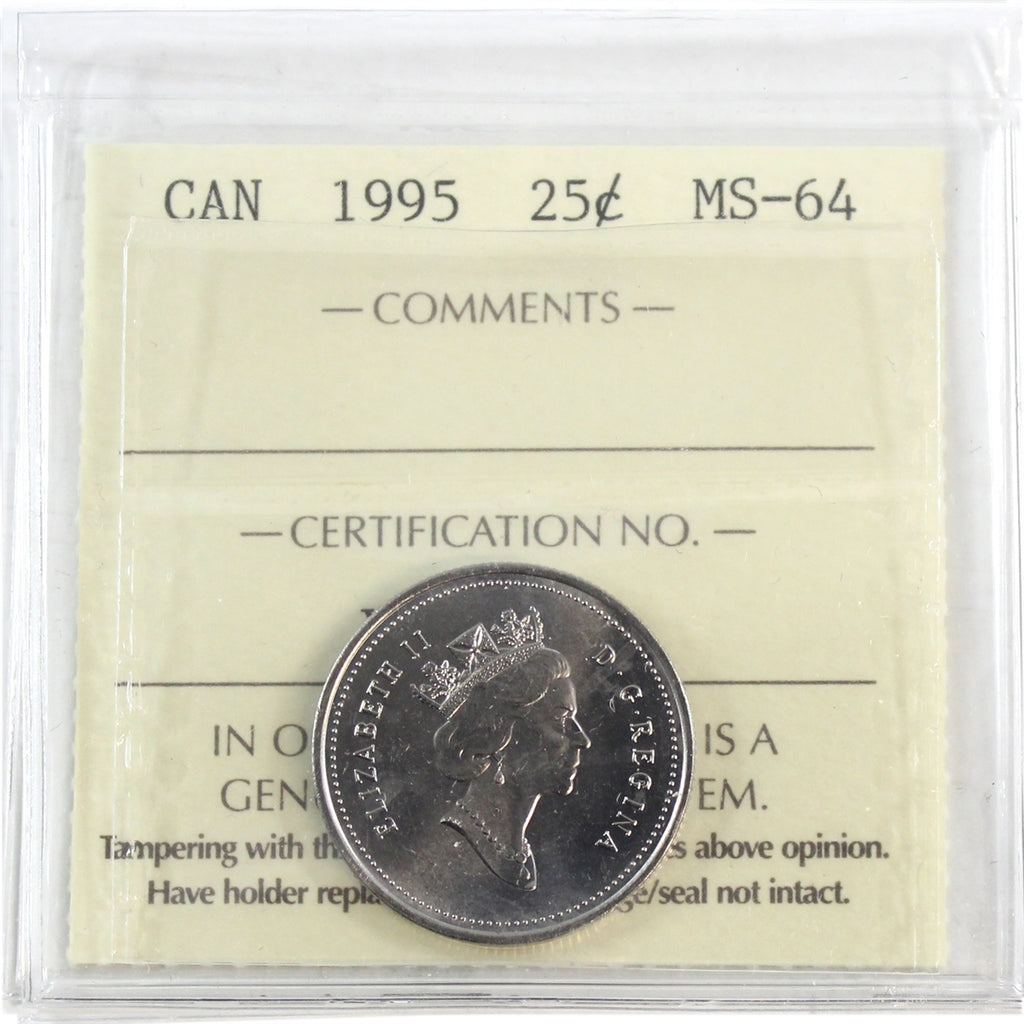 CAN 1995 25¢ MS-64
— COMMENTS —
— CERTIFICATION NO. —
ELIZABETH II D·G·REGINA
IN O IS A
GEN EM.
Tampering with th s above opinion.
Have holder repla ge/seal not intact.